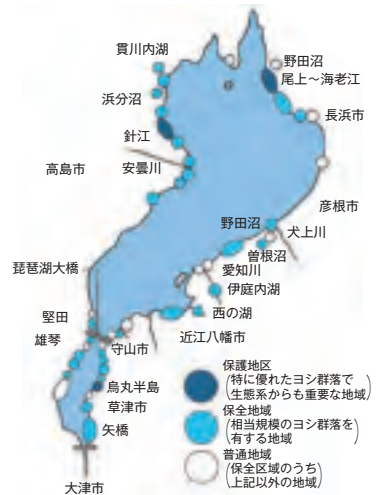 貫川内湖
野田沼
尾上～海老江
浜分沼
長浜市
針江
高島市
安曇川
彦根市
野田沼
犬上川
曽根沼
琵琶湖大橋
愛知川
伊庭内湖
堅田
西の湖
雄琴
守山市
近江八幡市
烏丸半島
草津市
矢橋
大津市
保護地区
(特に優れたヨシ群落で
生態系からも重要な地域)
保全地域
(相当規模のヨシ群落を
有する地域)
普通地域
(保全区域のうち
上記以外の地域)